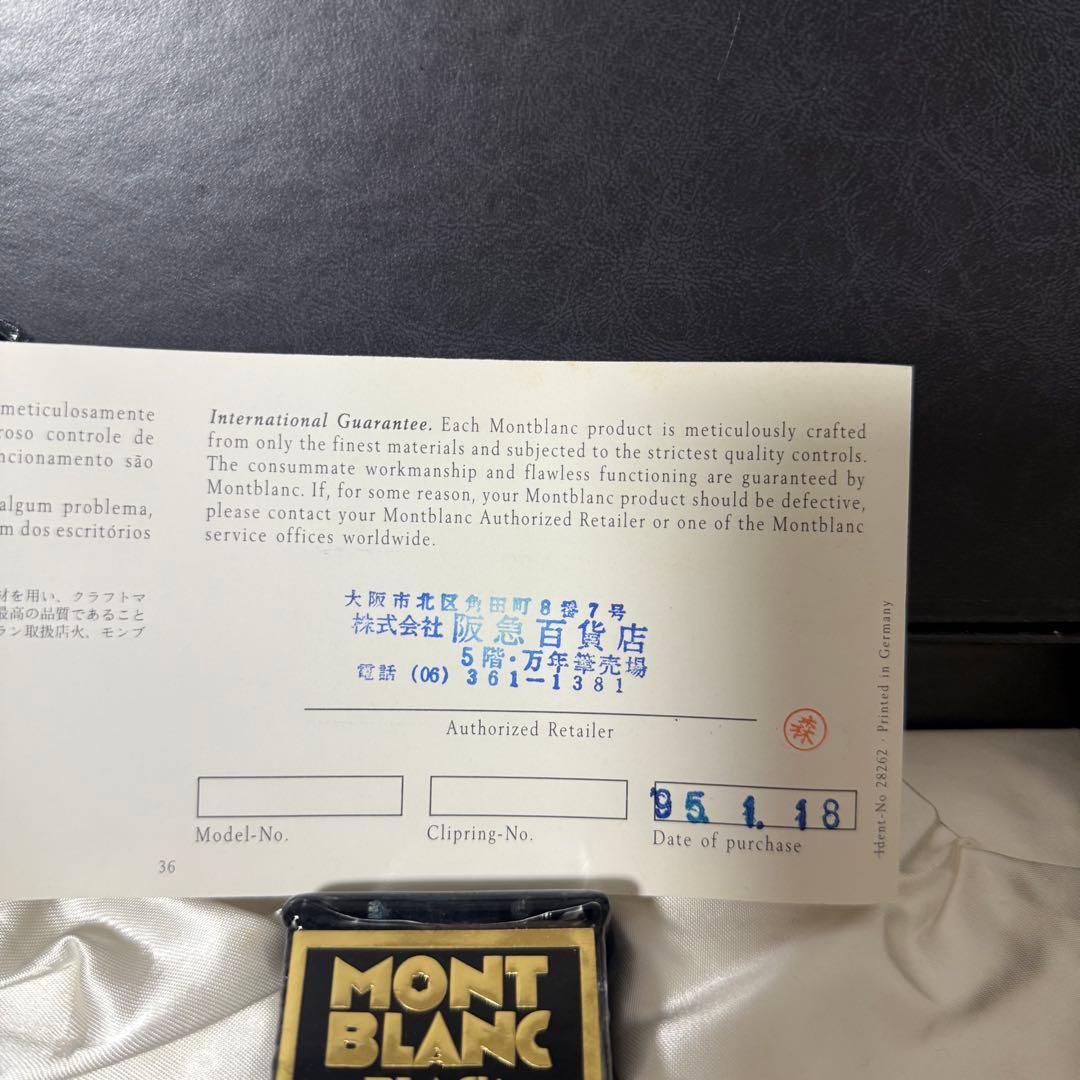 meticulosamente
roso controle de
ncionamento são
algum problema,
m dos escritórios
材を用い、クラフトマ
最高の品質であること
ラン取扱店火、モンブ
International Guarantee. Each Montblanc product is meticulously crafted
from only the finest materials and subjected to the strictest quality controls.
The consummate workmanship and flawless functioning are guaranteed by
Montblanc. If, for some reason, your Montblanc product should be defective,
please contact your Montblanc Authorized Retailer or one of the Montblanc
service offices worldwide.
大阪市北区角田町8番7号
株式会社 阪急百貨店
5階・万年筆売場
電話 (06) 361-1381
Authorized Retailer
森
'95. 1. 18
Model-No.
Clipring-No.
Date of purchase
36
Ident-No 28262 · Printed in Germany
MONT
BLANC